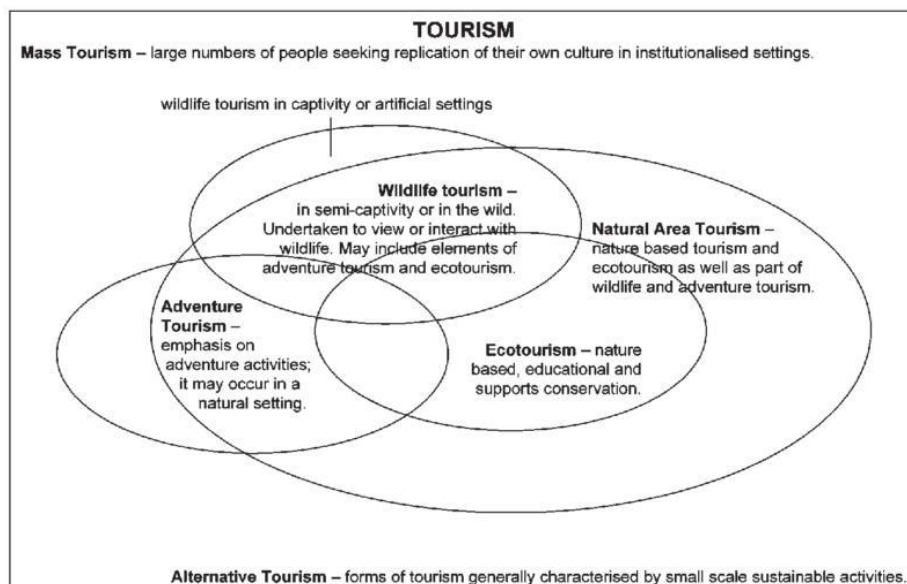 TOURISM
Mass Tourism – large numbers of people seeking replication of their own culture in institutionalised settings.
wildlife tourism in captivity or artificial settings
Wildlife tourism –
in semi-captivity or in the wild.
Undertaken to view or interact with
wildlife. May include elements of
adventure tourism and ecotourism.
Natural Area Tourism –
nature based tourism and
ecotourism as well as part of
wildlife and adventure tourism.
Adventure
Tourism –
emphasis on
adventure activities;
it may occur in a
natural setting.
Ecotourism – nature
based, educational and
supports conservation.
Alternative Tourism – forms of tourism generally characterised by small scale sustainable activities